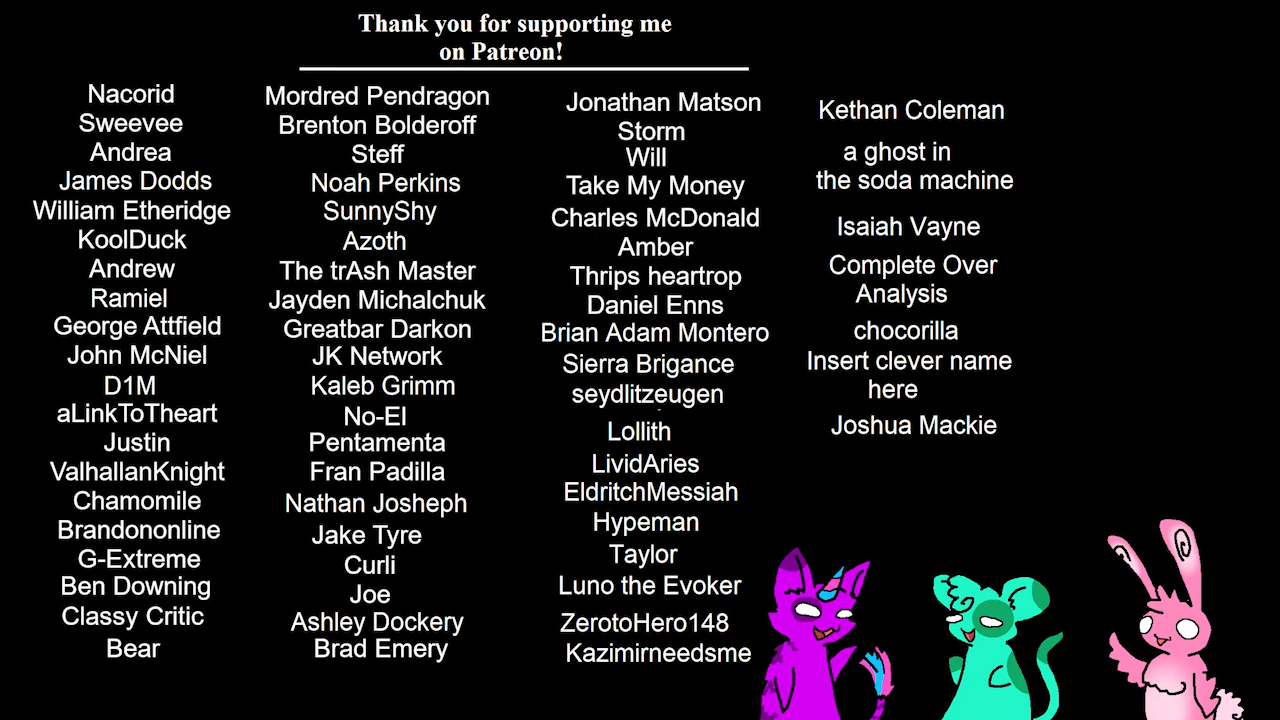 Thank you for supporting me
on Patreon!
Nacorid
Sweevee
Andrea
James Dodds
William Etheridge
KoolDuck
Andrew
Ramiel
George Attfield
John McNiel
D1M
aLinkToTheart
Justin
ValhallanKnight
Chamomile
Brandononline
G-Extreme
Ben Downing
Classy Critic
Bear
Mordred Pendragon
Brenton Bolderoff
Steff
Noah Perkins
SunnyShy
Azoth
The trAsh Master
Jayden Michalchuk
Greatbar Darkon
JK Network
Kaleb Grimm
No-El
Pentamenta
Fran Padilla
Nathan Josheph
Jake Tyre
Curli
Joe
Ashley Dockery
Brad Emery
Jonathan Matson
Storm
Will
Take My Money
Charles McDonald
Amber
Thrips heartrop
Daniel Enns
Brian Adam Montero
Sierra Brigance
seydlitzeugen
Lollith
LividAries
EldritchMessiah
Hypeman
Taylor
Luno the Evoker
ZerotoHero148
Kazimirneedsme
Kethan Coleman
a ghost in
the soda machine
Isaiah Vayne
Complete Over
Analysis
chocorilla
Insert clever name
here
Joshua Mackie